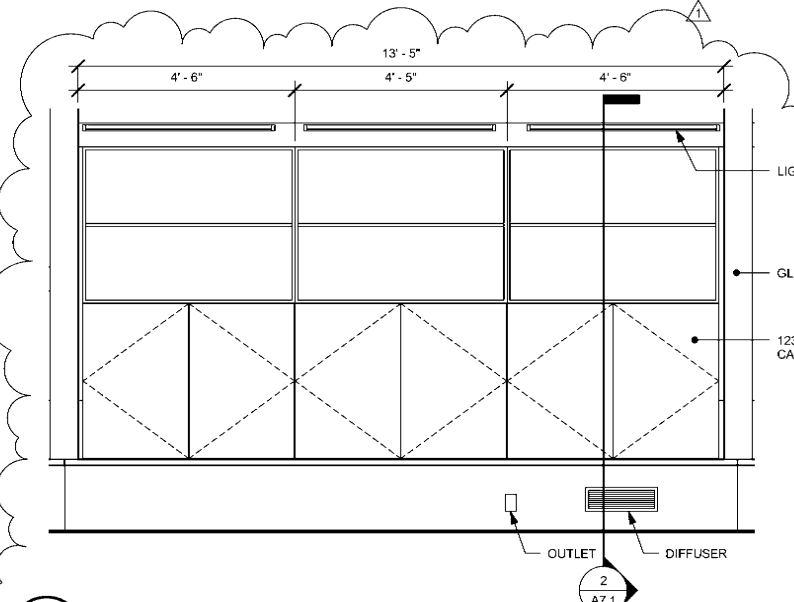 1
13' - 5"
4' - 6"
4' - 5"
4' - 6"
LIG
GL
123
CA
OUTLET
DIFFUSER
2
A7.1